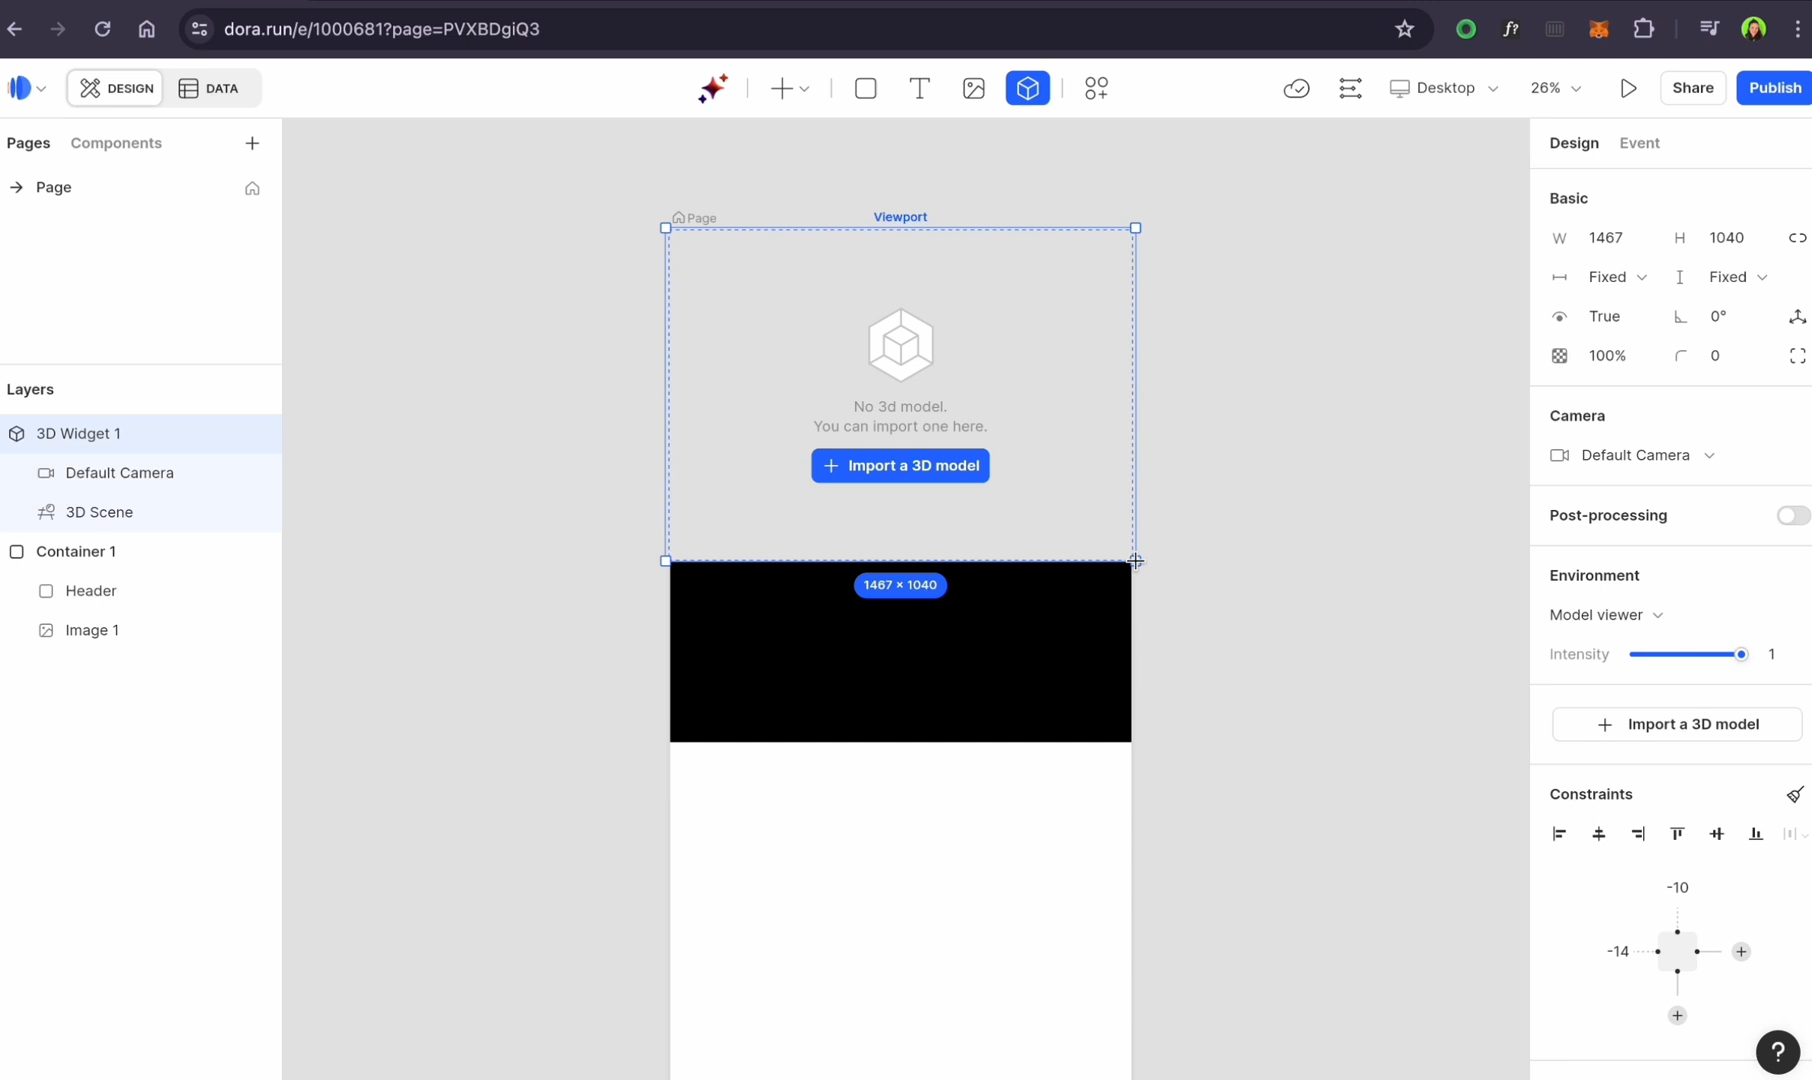 dora.run/e/1000681?page=PVXBDgiQ3
f?
DESIGN
DATA
Desktop
26%
Share
Publish
Pages
Components
Page
Layers
3D Widget 1
Default Camera
3D Scene
Container 1
Header
Image 1
Page
Viewport
No 3d model.
You can import one here.
Import a 3D model
1467 × 1040
Design
Event
Basic
W 1467
H 1040
Fixed
Fixed
True
0°
100%
0
Camera
Default Camera
Post-processing
Environment
Model viewer
Intensity
1
Import a 3D model
Constraints
-10
-14
?